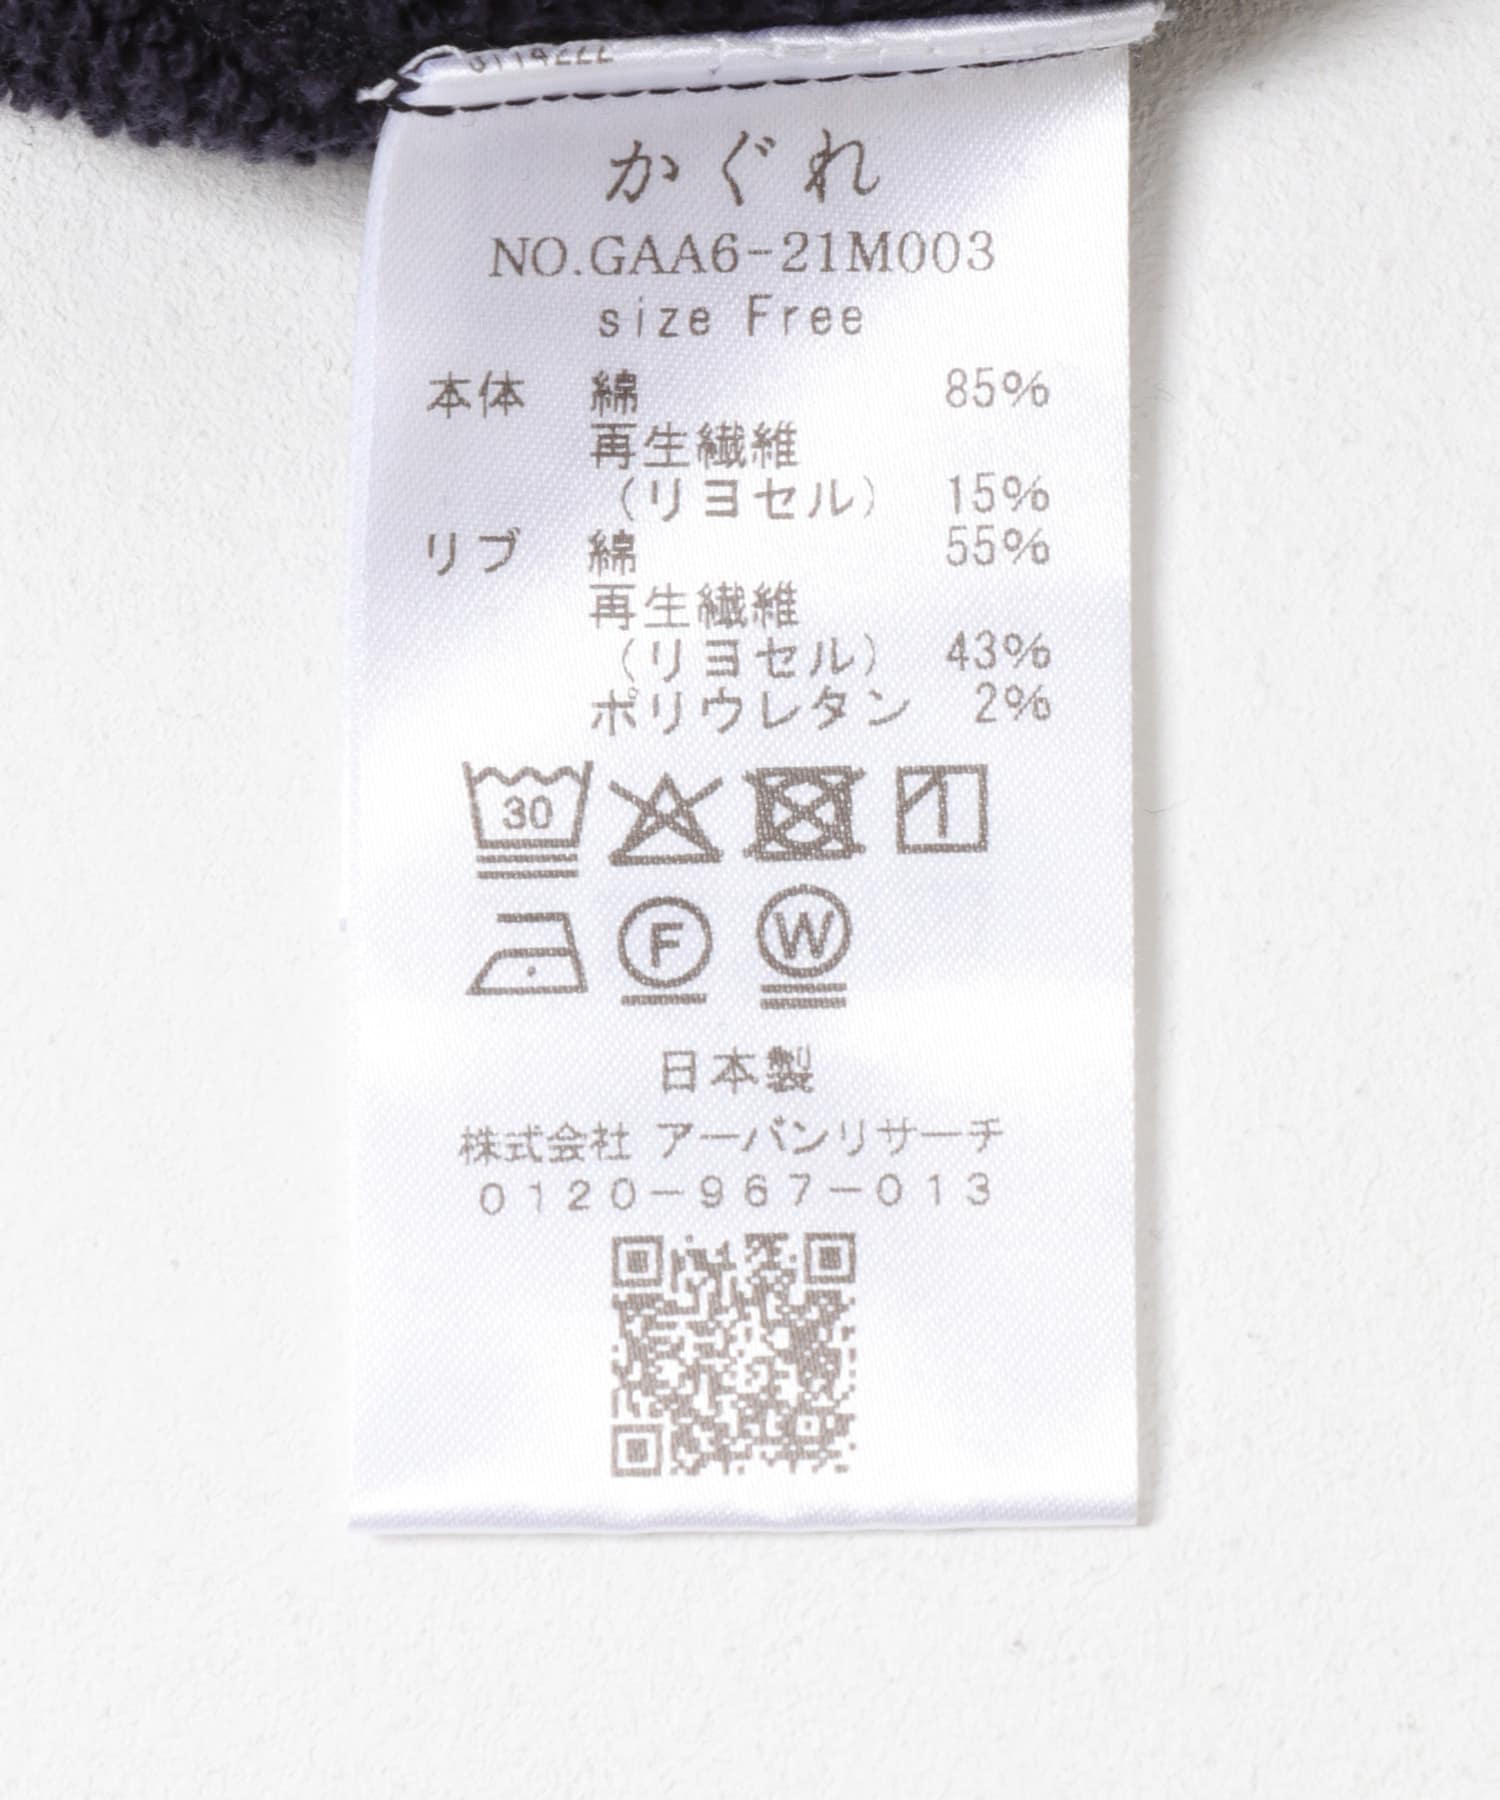 かぐれ
NO.GAA6-21M003
size Free
本体 綿 85%
再生繊維
(リヨセル) 15%
リブ 綿 55%
再生繊維
(リヨセル) 43%
ポリウレタン 2%
30
F W
日本製
株式会社 アーバンリサーチ
0120-967-013